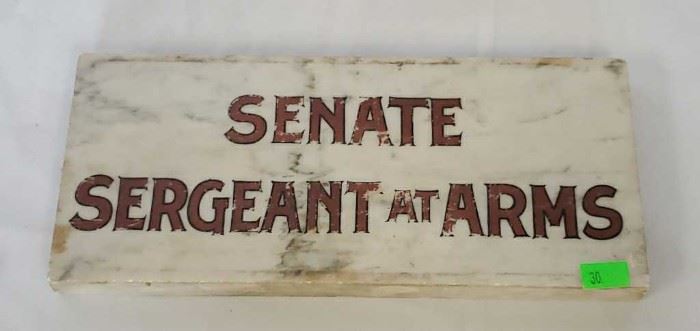 SENATE
SERGEANT AT ARMS
30